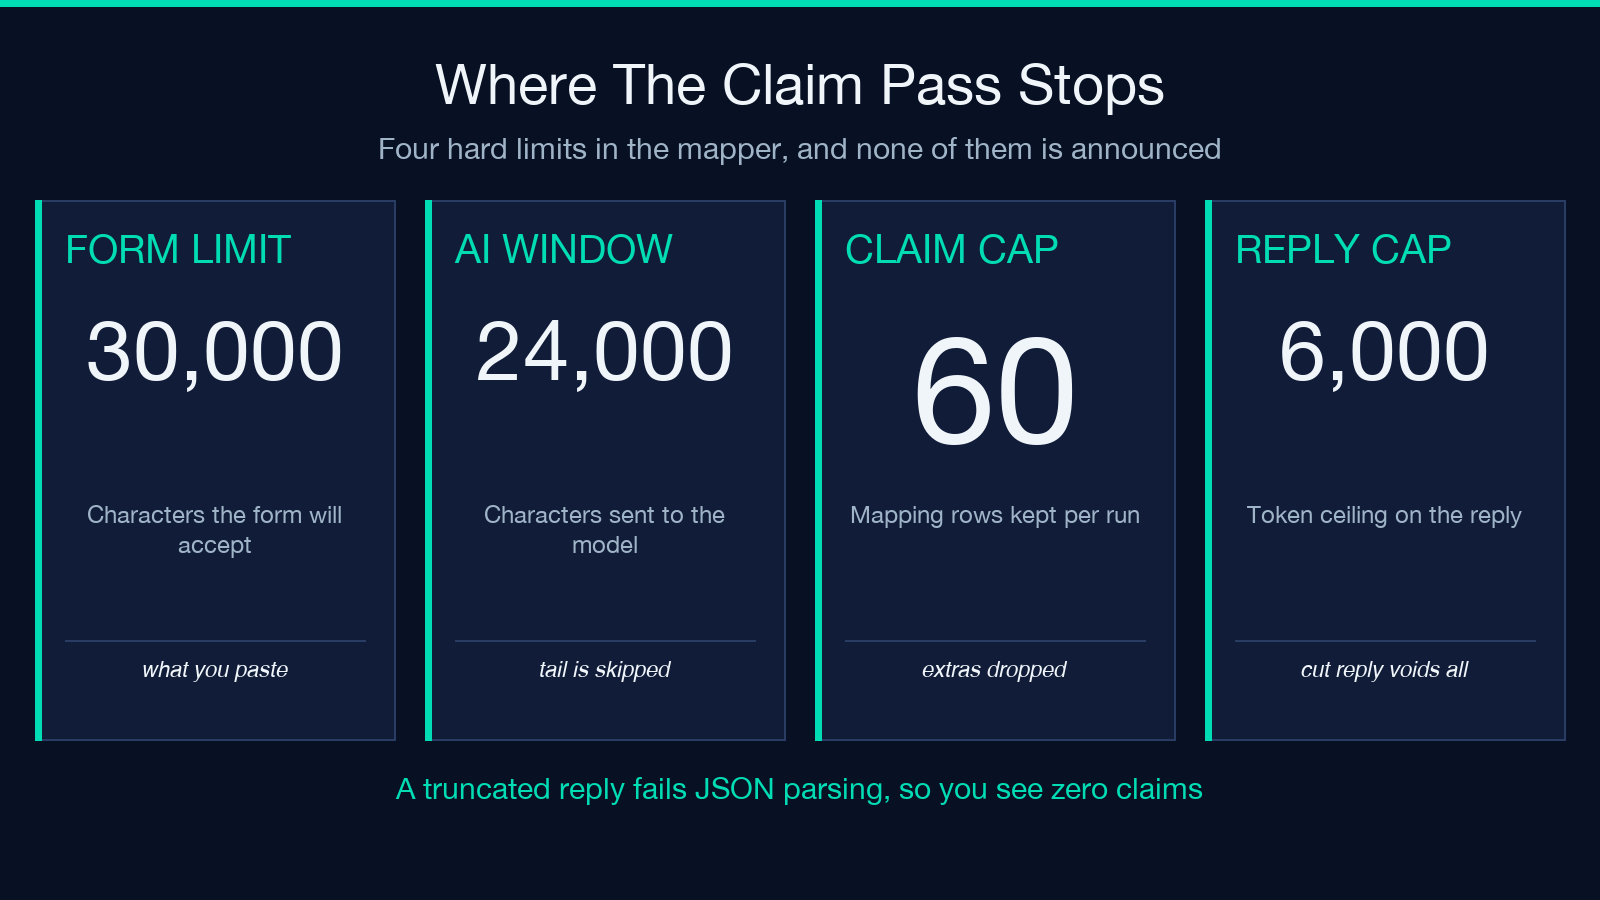 Where The Claim Pass Stops
Four hard limits in the mapper, and none of them is announced
FORM LIMIT
30,000
Characters the form will
accept
what you paste
AI WINDOW
24,000
Characters sent to the
model
tail is skipped
CLAIM CAP
60
Mapping rows kept per run
extras dropped
REPLY CAP
6,000
Token ceiling on the reply
cut reply voids all
A truncated reply fails JSON parsing, so you see zero claims